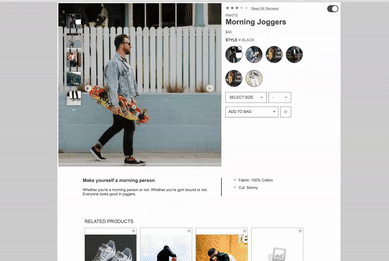 Read All Reviews
PANTS
Morning Joggers
$40
STYLE > BLACK
SELECT SIZE
-
ADD TO BAG
Make yourself a morning person
Whether you're a morning person or not. Whether you're gym bound or not.
Everyone looks good in joggers.
✓ Fabric: 100% Cotton
✓ Cut: Skinny
RELATED PRODUCTS